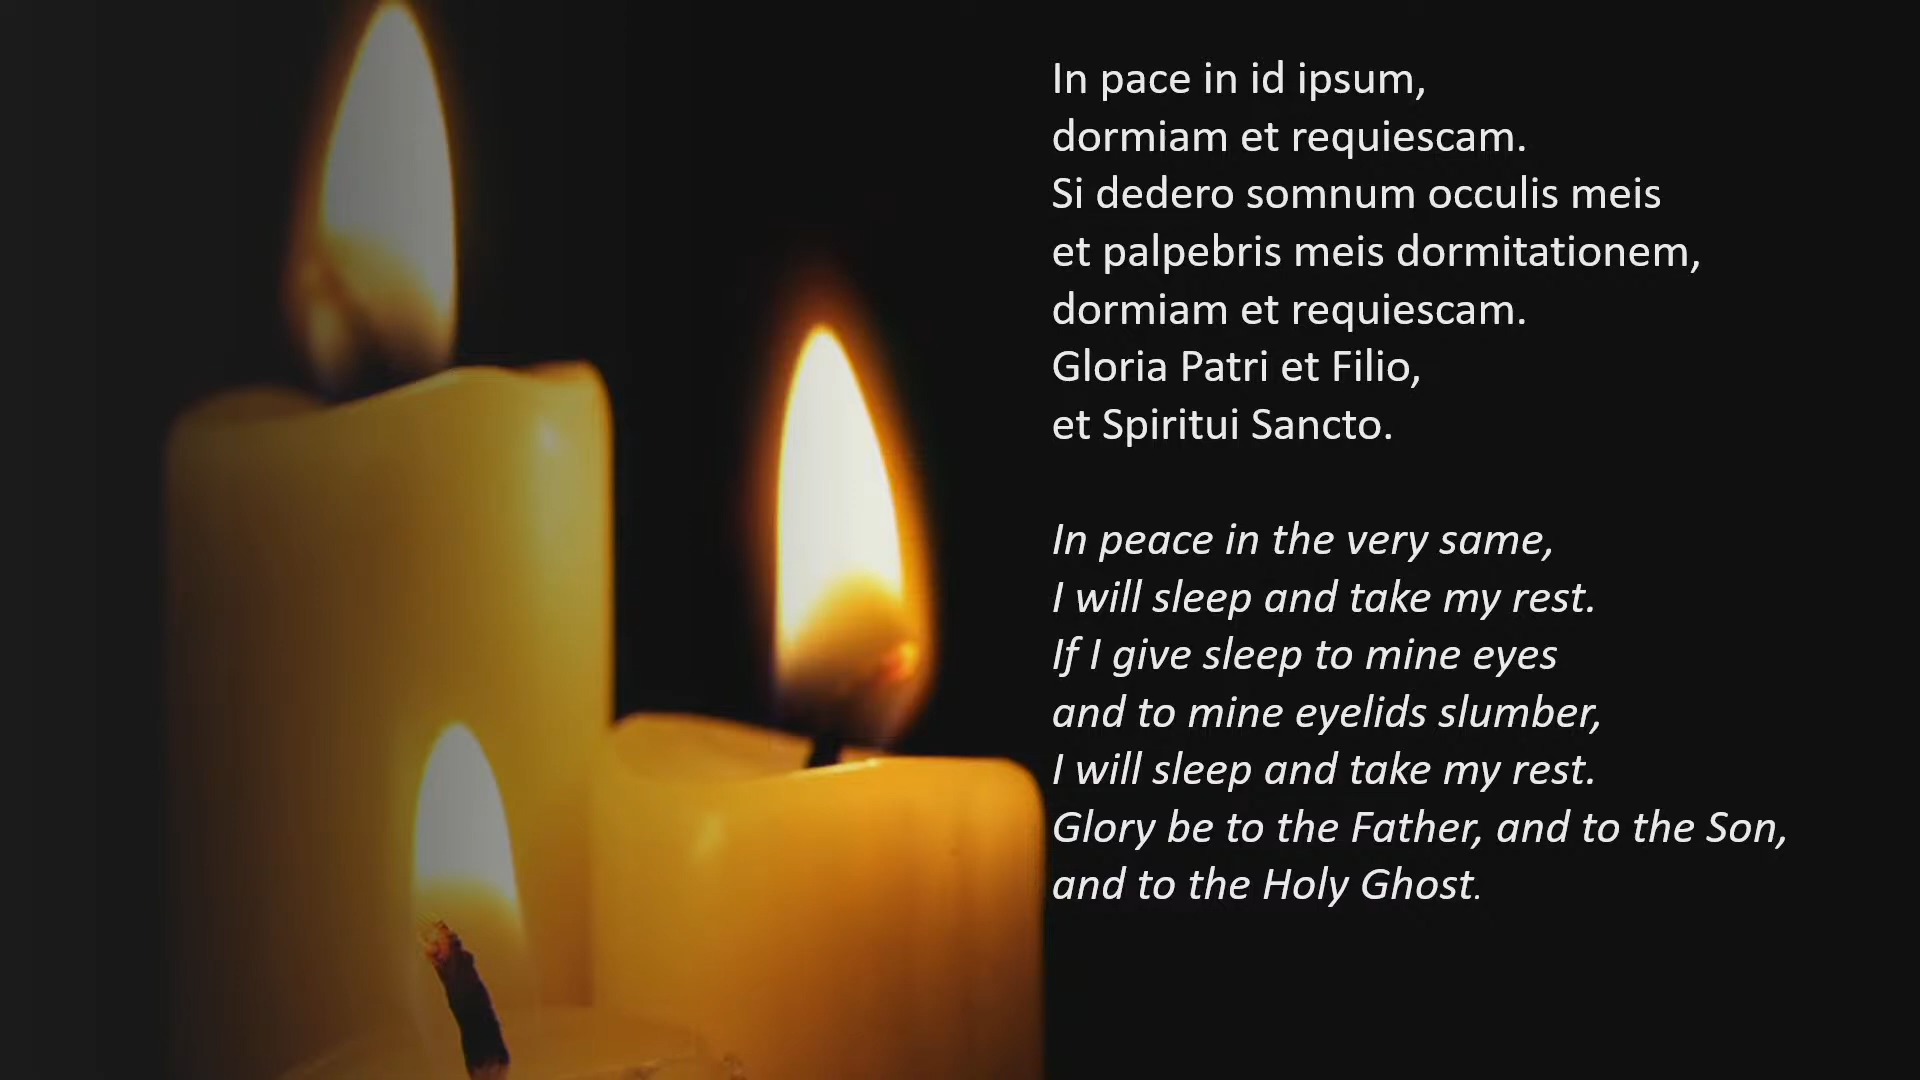 In pace in id ipsum,
dormiam et requiescam.
Si dedero somnum occulis meis
et palpebris meis dormitationem,
dormiam et requiescam.
Gloria Patri et Filio,
et Spiritui Sancto.
In peace in the very same,
I will sleep and take my rest.
If I give sleep to mine eyes
and to mine eyelids slumber,
I will sleep and take my rest.
Glory be to the Father, and to the Son,
and to the Holy Ghost.